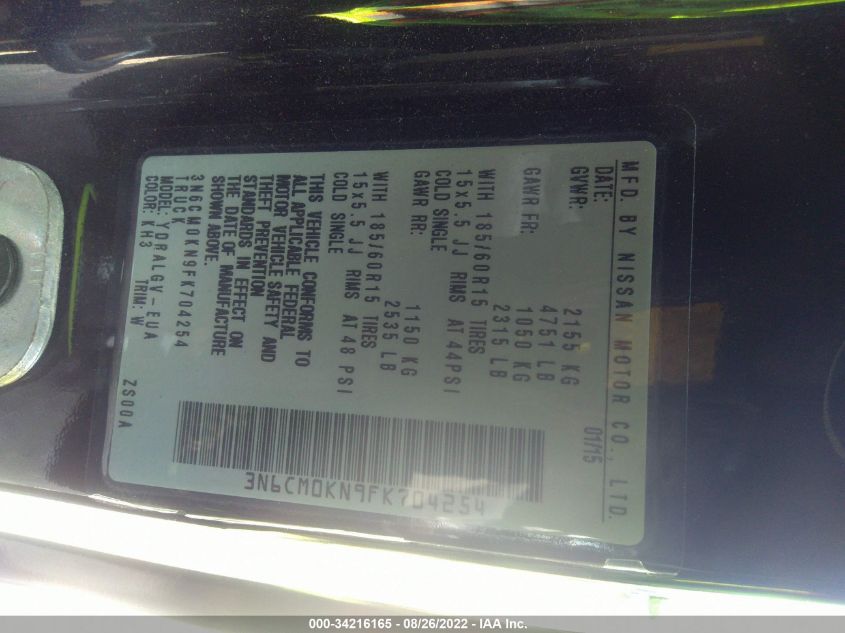 MFD. BY NISSAN MOTOR CO., LTD.
DATE: 01/15
GVWR: 2155 KG
4751 LB
GAWR FR: 1050 KG
2315 LB
WITH 185/60R15 TIRES
15x5.5 JJ RIMS AT 44PSI
COLD SINGLE
GAWR RR: 1150 KG
2535 LB
WITH 185/60R15 TIRES
15x5.5 JJ RIMS AT 48 PSI
COLD SINGLE
THIS VEHICLE CONFORMS TO
ALL APPLICABLE FEDERAL
MOTOR VEHICLE SAFETY AND
THEFT PREVENTION
STANDARDS IN EFFECT ON
THE DATE OF MANUFACTURE
SHOWN ABOVE.
3N6CM0KN9FK704254
TRUCK
MODEL: YDRALGV-EUA
COLOR: KH3 TRIM: W ZS00A
3N6CM0KN9FK704254
000-34216165 - 08/26/2022 - IAA Inc.